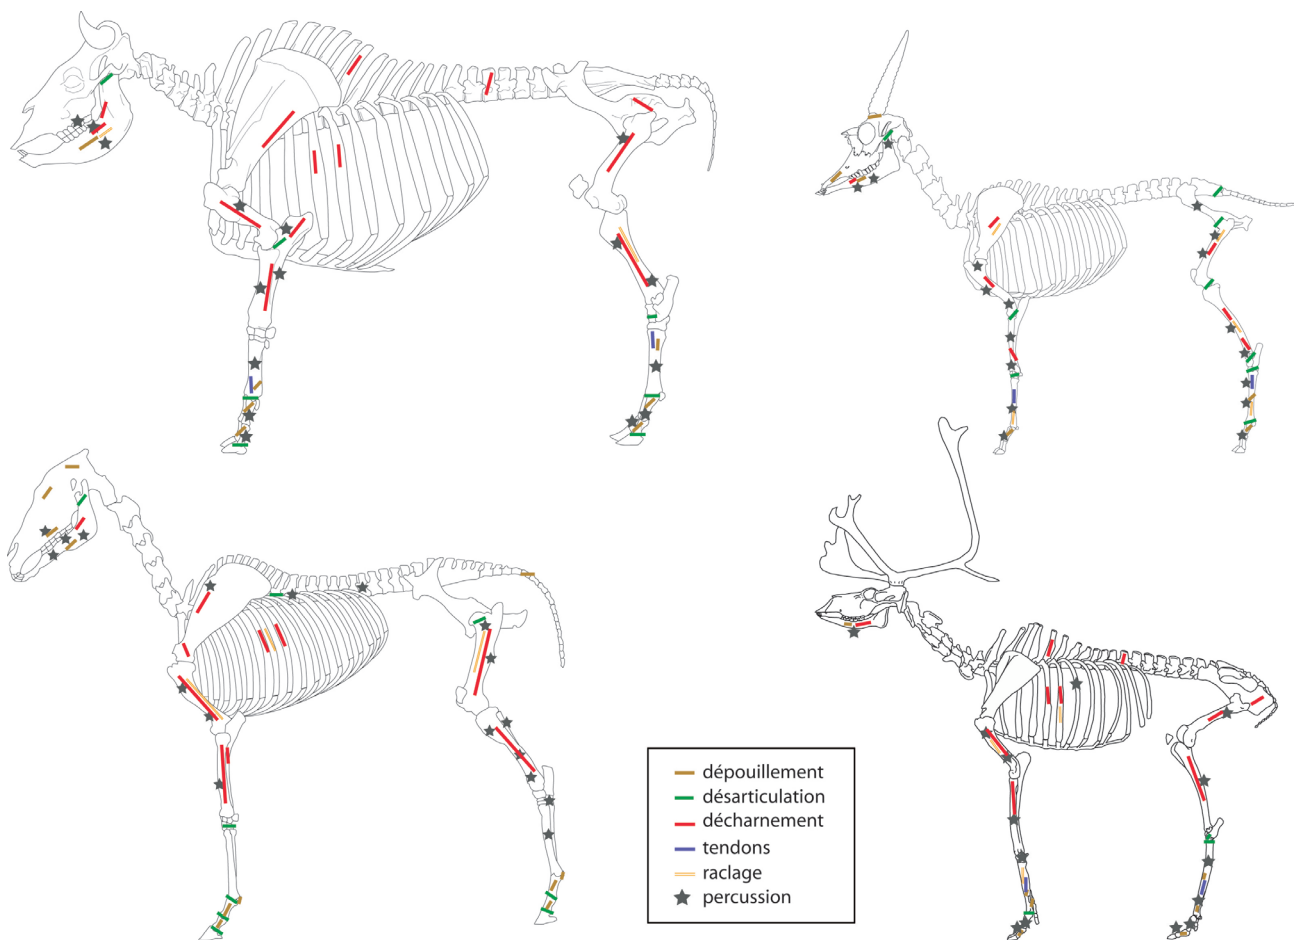 dépouillement
désarticulation
décharnement
tendons
raclage
percussion